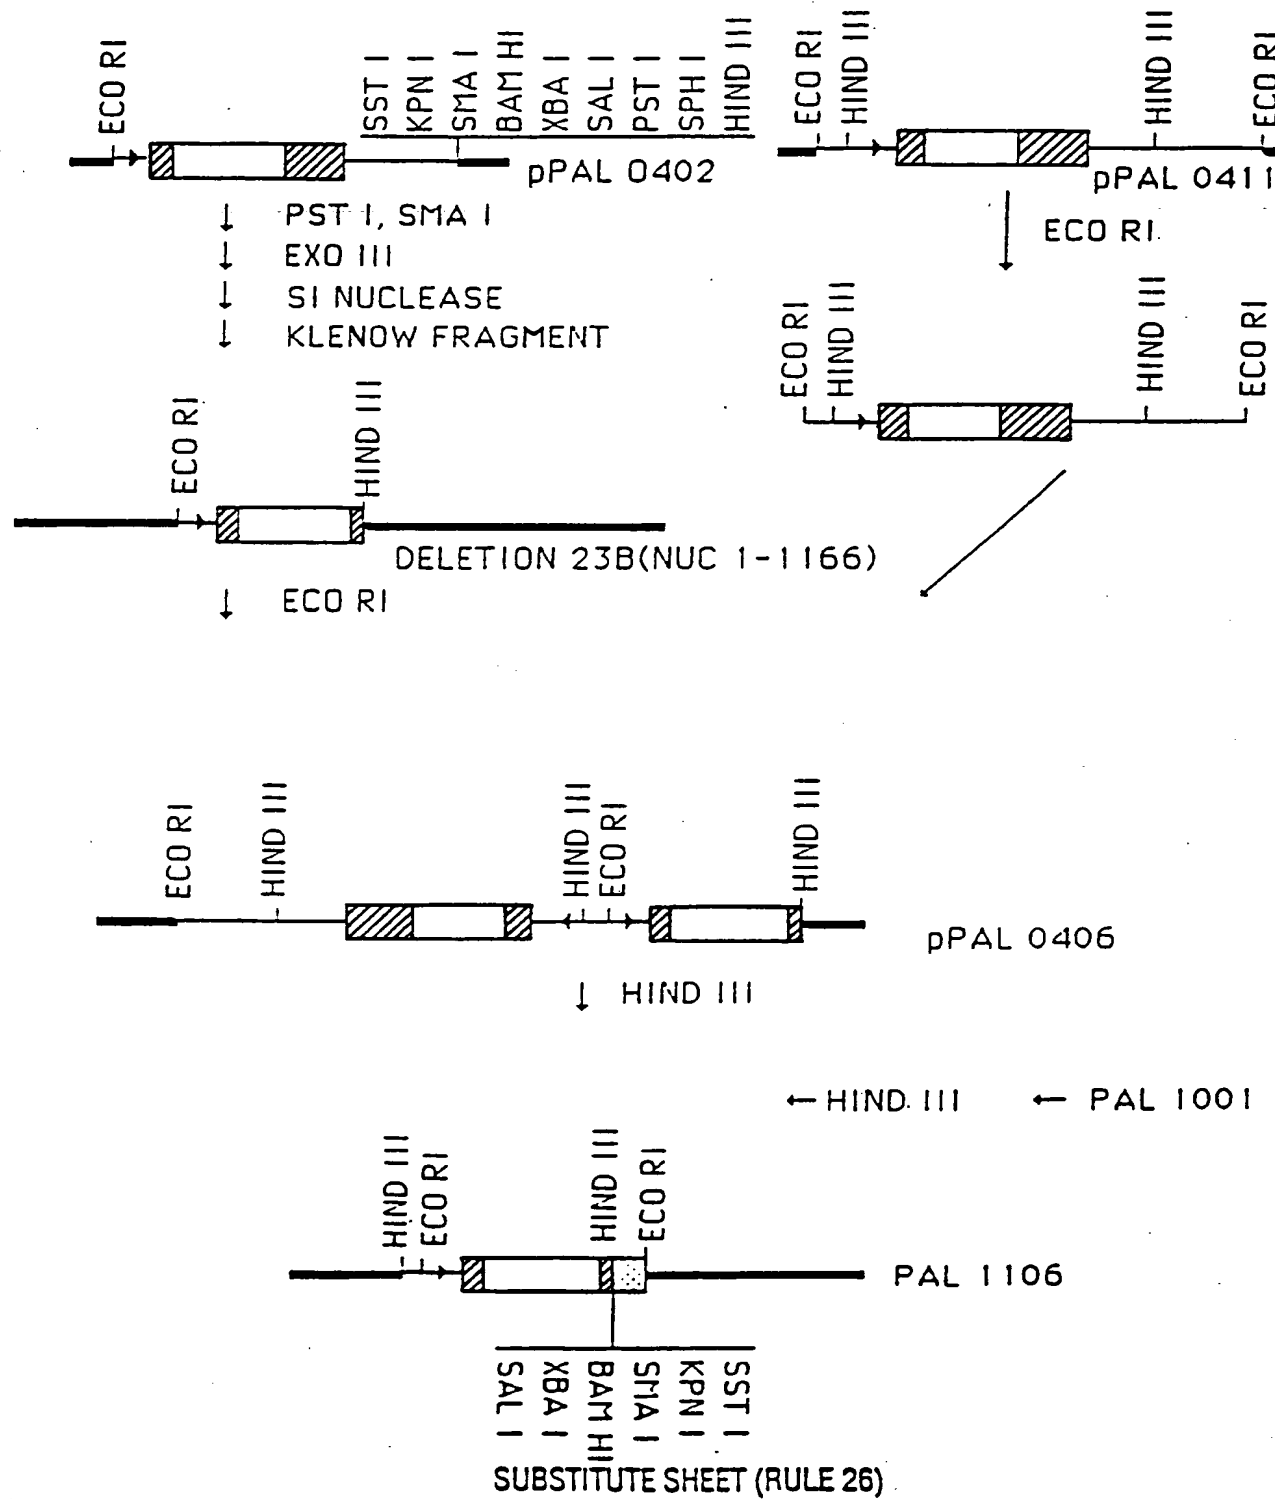 ECO RI
SST I
KPN I
SMA I
BAM HI
XBA I
SAL I
PST I
SPH I
HIND III
pPAL 0402
ECO RI
HIND III
HIND III
ECO RI
pPAL 0411
↓ PST I, SMA I
↓ EXO III
↓ SI NUCLEASE
↓ KLENOW FRAGMENT
ECO RI
ECO RI
HIND III
HIND III
ECO RI
ECO RI
HIND III
DELETION 23B(NUC 1-1166)
↓ ECO RI
ECO RI
HIND III
HIND III
ECO RI
HIND III
pPAL 0406
↓ HIND III
← HIND III ← PAL 1001
HIND III
ECO RI
HIND III
ECO RI
PAL 1106
SAL I
XBA I
BAM HI
SMA I
KPN I
SST I
SUBSTITUTE SHEET (RULE 26)